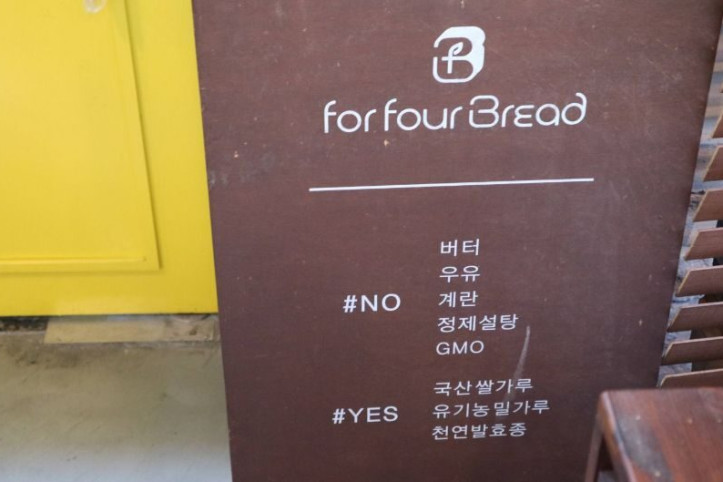 for four Bread
#NO
버터
우유
계란
정제설탕
GMO
#YES
국산 쌀가루
유기농 밀가루
천연발효종